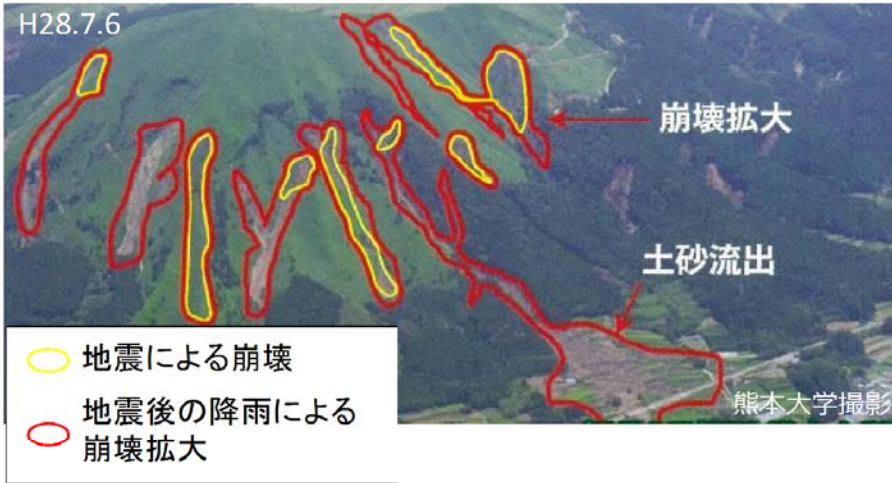 H28.7.6
崩壊拡大
土砂流出
熊本大学撮影
地震による崩壊
地震後の降雨による
崩壊拡大